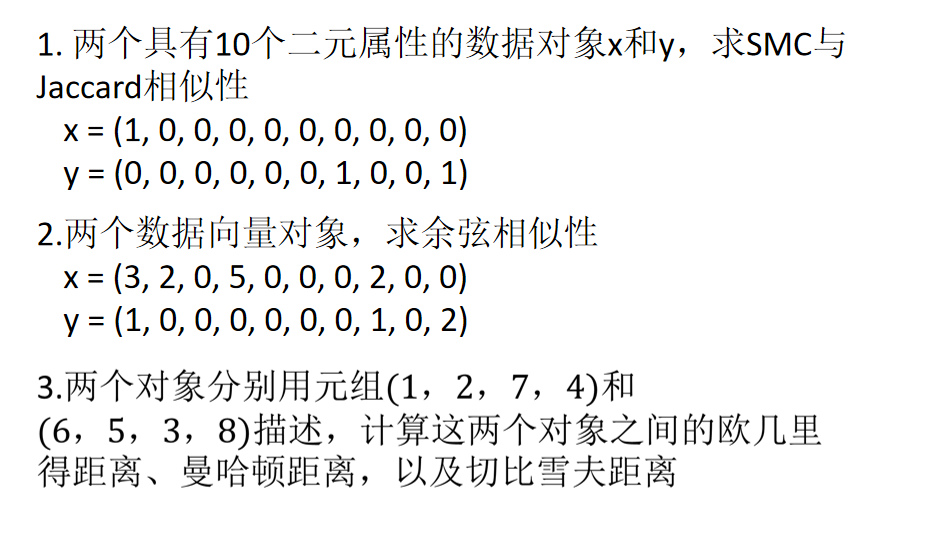 1. 两个具有10个二元属性的数据对象x和y，求SMC与
Jaccard相似性
x = (1, 0, 0, 0, 0, 0, 0, 0, 0, 0)
y = (0, 0, 0, 0, 0, 0, 1, 0, 0, 1)
2.两个数据向量对象，求余弦相似性
x = (3, 2, 0, 5, 0, 0, 0, 2, 0, 0)
y = (1, 0, 0, 0, 0, 0, 0, 1, 0, 2)
3.两个对象分别用元组(1，2，7，4)和
(6，5，3，8)描述，计算这两个对象之间的欧几里
得距离、曼哈顿距离，以及切比雪夫距离